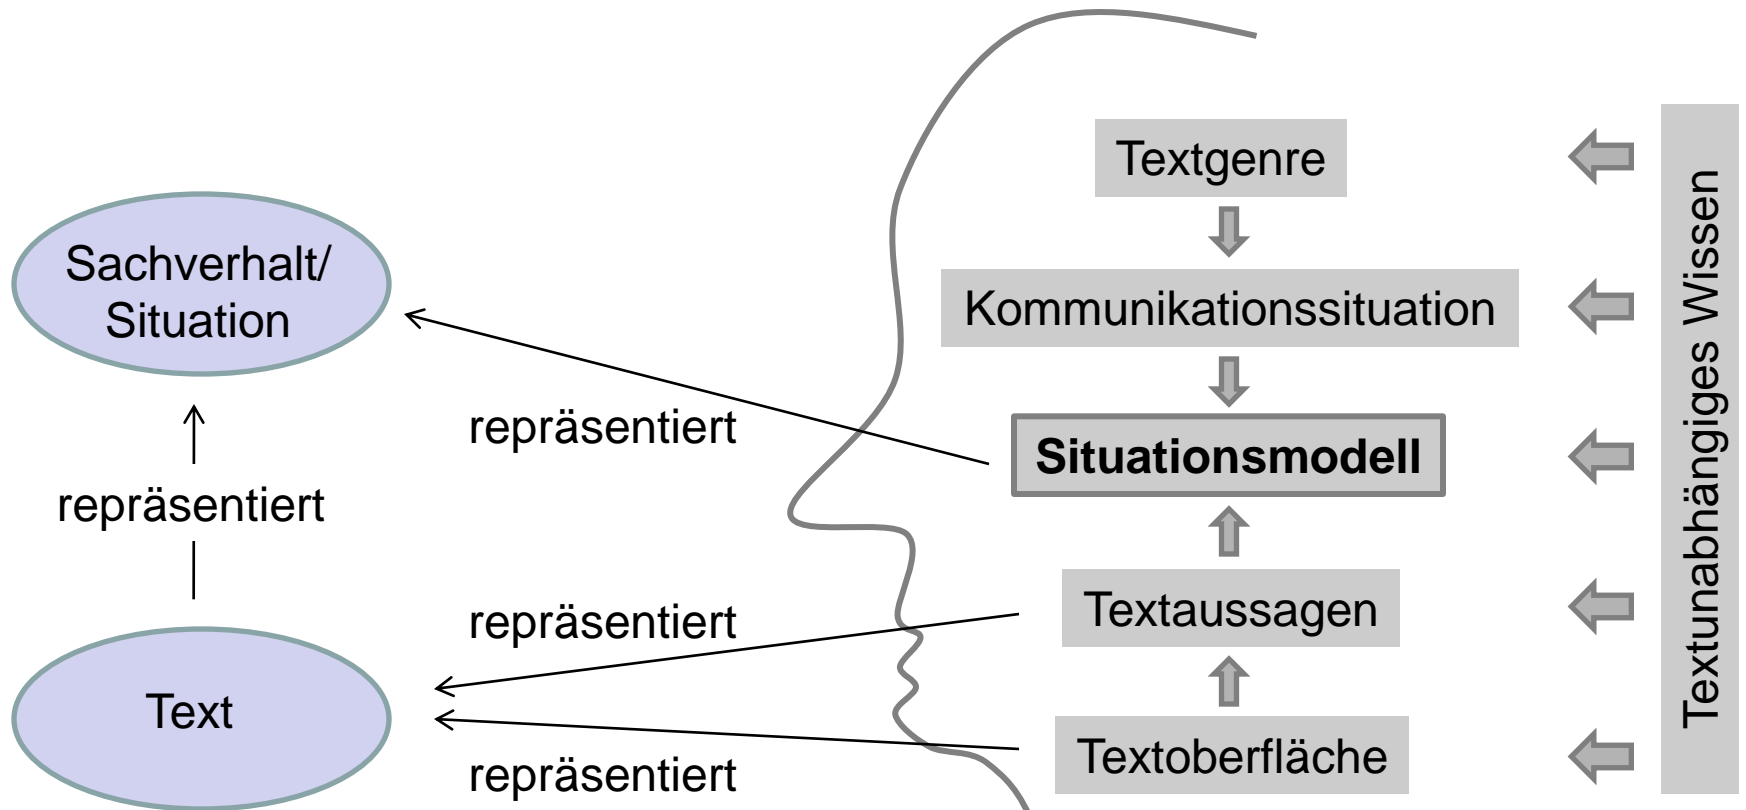 Textgenre
Sachverhalt/
Situation
Kommunikationssituation
repräsentiert
Situationsmodell
repräsentiert
repräsentiert
Textaussagen
Text
Textoberfläche
repräsentiert
Textunabhängiges Wissen